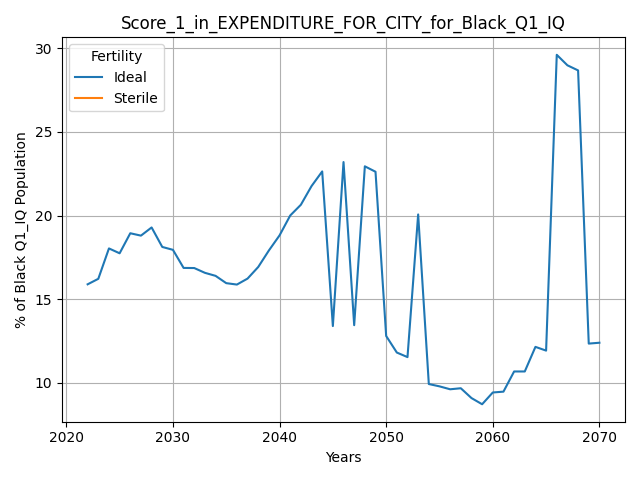 Score_1_in_EXPENDITURE_FOR_CITY_for_Black_Q1_IQ
Fertility
Ideal
Sterile
% of Black Q1_IQ Population
30
25
20
15
10
2020 2030 2040 2050 2060 2070
Years